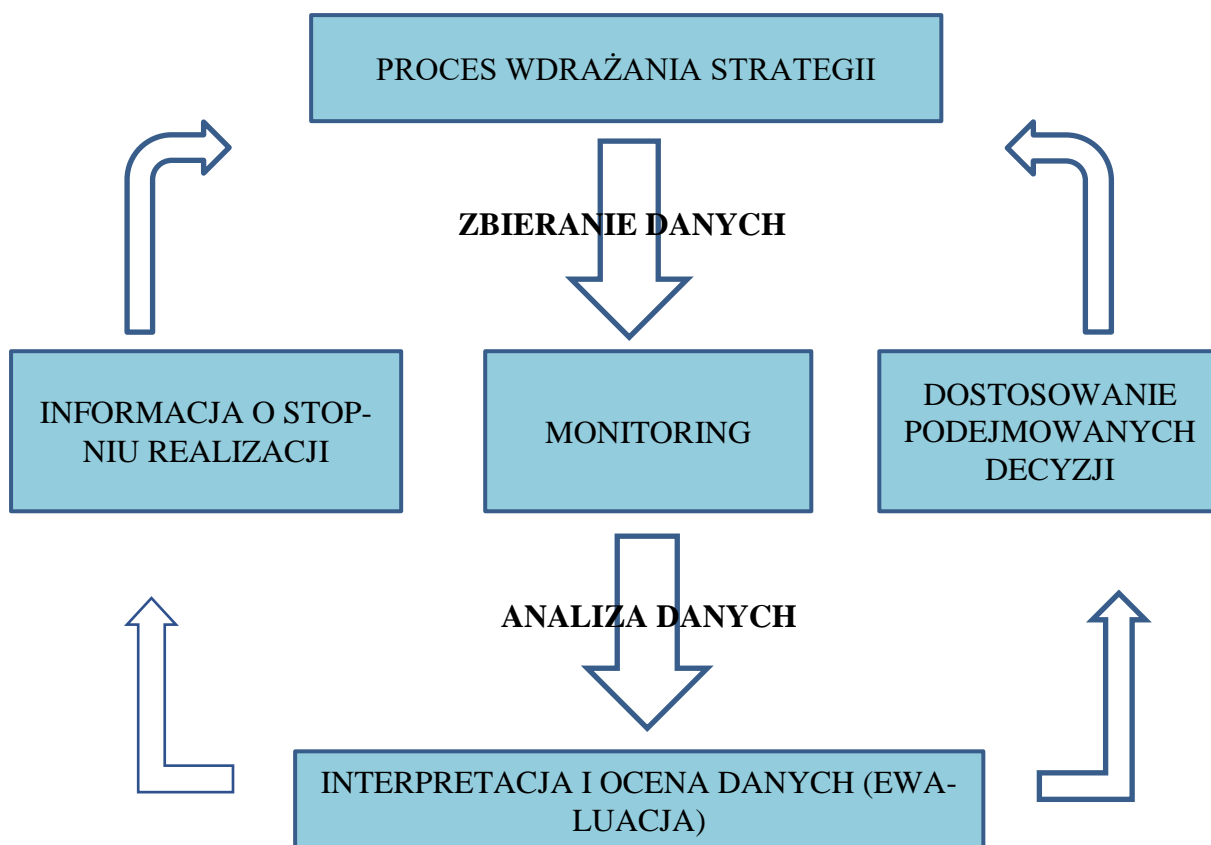 PROCES WDRAŻANIA STRATEGII
ZBIERANIE DANYCH
INFORMACJA O STOP-
NIU REALIZACJI
MONITORING
DOSTOSOWANIE
PODEJMOWANYCH
DECYZJI
ANALIZA DANYCH
INTERPRETACJA I OCENA DANYCH (EWA-
LUACJA)